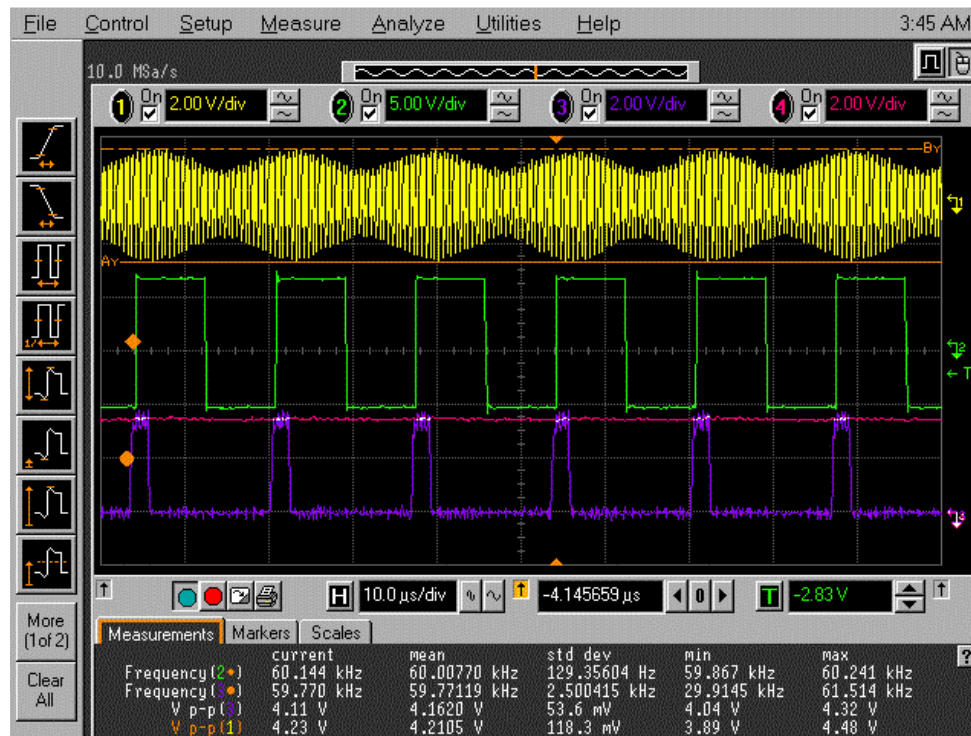 File Control Setup Measure Analyze Utilities Help 3:45 AM
10.0 MSa/s
1 On 2.00 V/div 2 On 5.00 V/div 3 On 2.00 V/div 4 On 2.00 V/div
By
1
Ay
2
T
3
More
(1of 2)
Clear
All
H 10.0 µs/div -4.145659 µs 0 T -2.83 V
Measurements Markers Scales
current mean std dev min max
Frequency(2) 60.144 kHz 60.00770 kHz 129.35604 Hz 59.867 kHz 60.241 kHz
Frequency(3) 59.770 kHz 59.77119 kHz 2.500415 kHz 29.9145 kHz 61.514 kHz
V p-p(3) 4.11 V 4.1620 V 53.6 mV 4.04 V 4.32 V
V p-p(1) 4.23 V 4.2105 V 118.3 mV 3.89 V 4.48 V
?